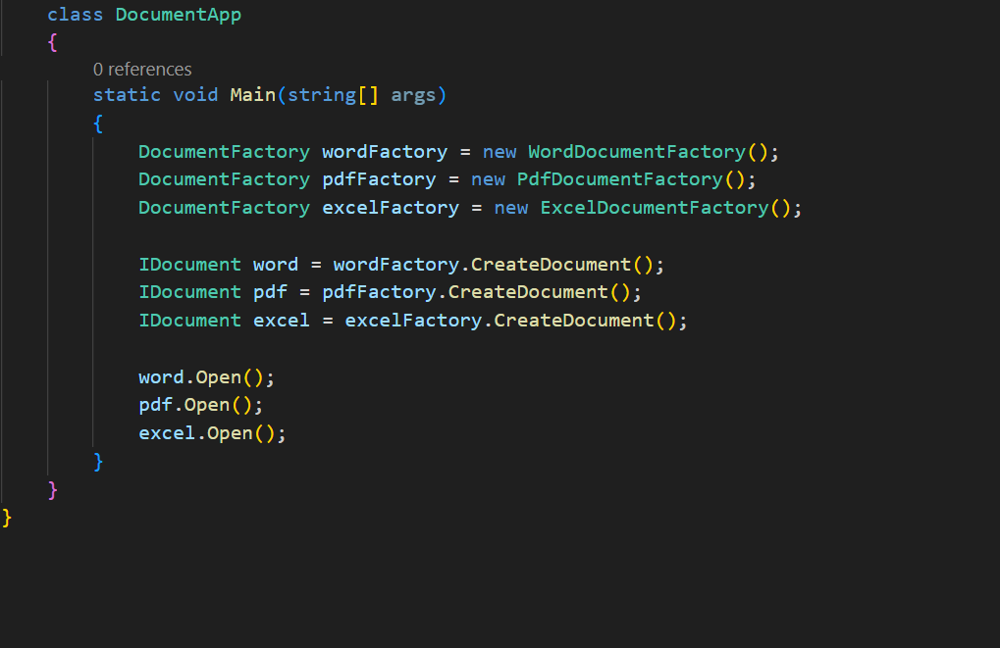 class DocumentApp
{
0 references
static void Main(string[] args)
{
DocumentFactory wordFactory = new WordDocumentFactory();
DocumentFactory pdfFactory = new PdfDocumentFactory();
DocumentFactory excelFactory = new ExcelDocumentFactory();
IDocument word = wordFactory.CreateDocument();
IDocument pdf = pdfFactory.CreateDocument();
IDocument excel = excelFactory.CreateDocument();
word.Open();
pdf.Open();
excel.Open();
}
}
}